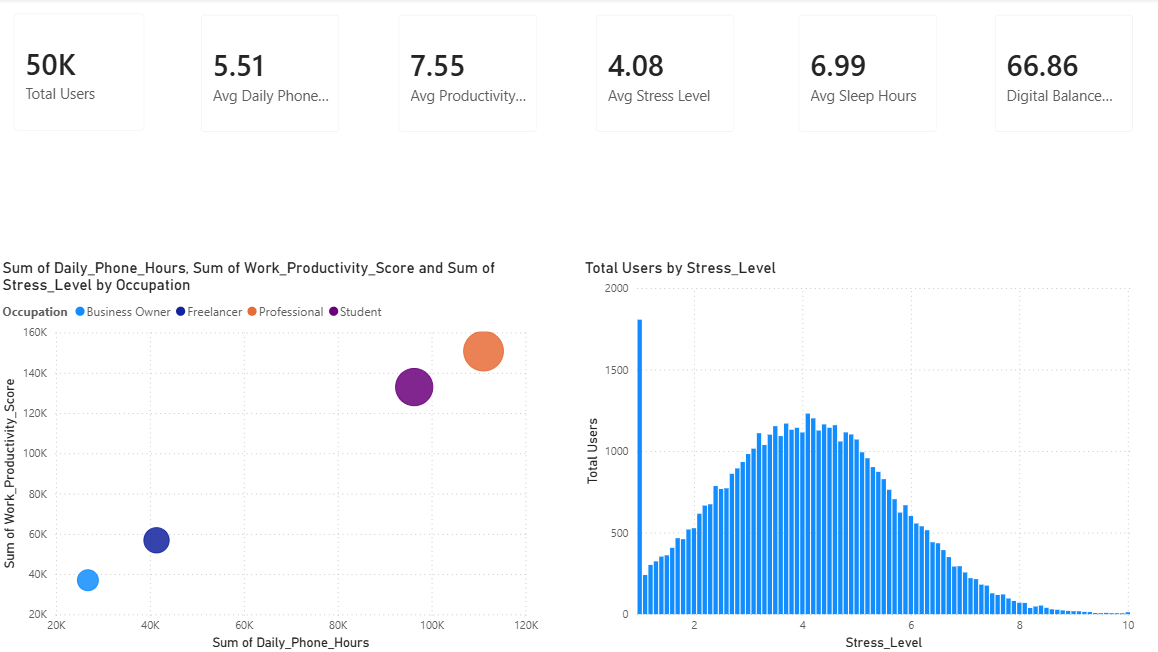 50K
Total Users
5.51
Avg Daily Phone...
7.55
Avg Productivity...
4.08
Avg Stress Level
6.99
Avg Sleep Hours
66.86
Digital Balance...
Sum of Daily_Phone_Hours, Sum of Work_Productivity_Score and Sum of
Stress_Level by Occupation
Occupation Business Owner Freelancer Professional Student
160K
140K
120K
100K
80K
60K
40K
20K
Sum of Work_Productivity_Score
20K 40K 60K 80K 100K 120K
Sum of Daily_Phone_Hours
Total Users by Stress_Level
2000
1500
1000
500
0
Total Users
2 4 6 8 10
Stress_Level